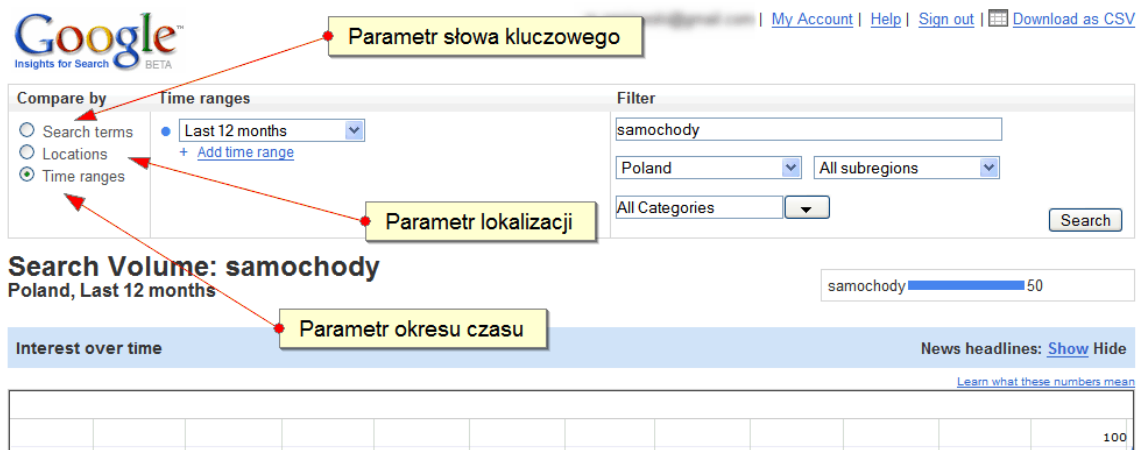 Google™
Insights for Search BETA
Parametr słowa kluczowego
| My Account | Help | Sign out | Download as CSV
Compare by Time ranges Filter
Search terms Last 12 months samochody
Locations + Add time range
Time ranges Poland All subregions
All Categories
Parametr lokalizacji Search
Search Volume: samochody
Poland, Last 12 months samochody 50
Parametr okresu czasu
Interest over time News headlines: Show Hide
Learn what these numbers mean
100